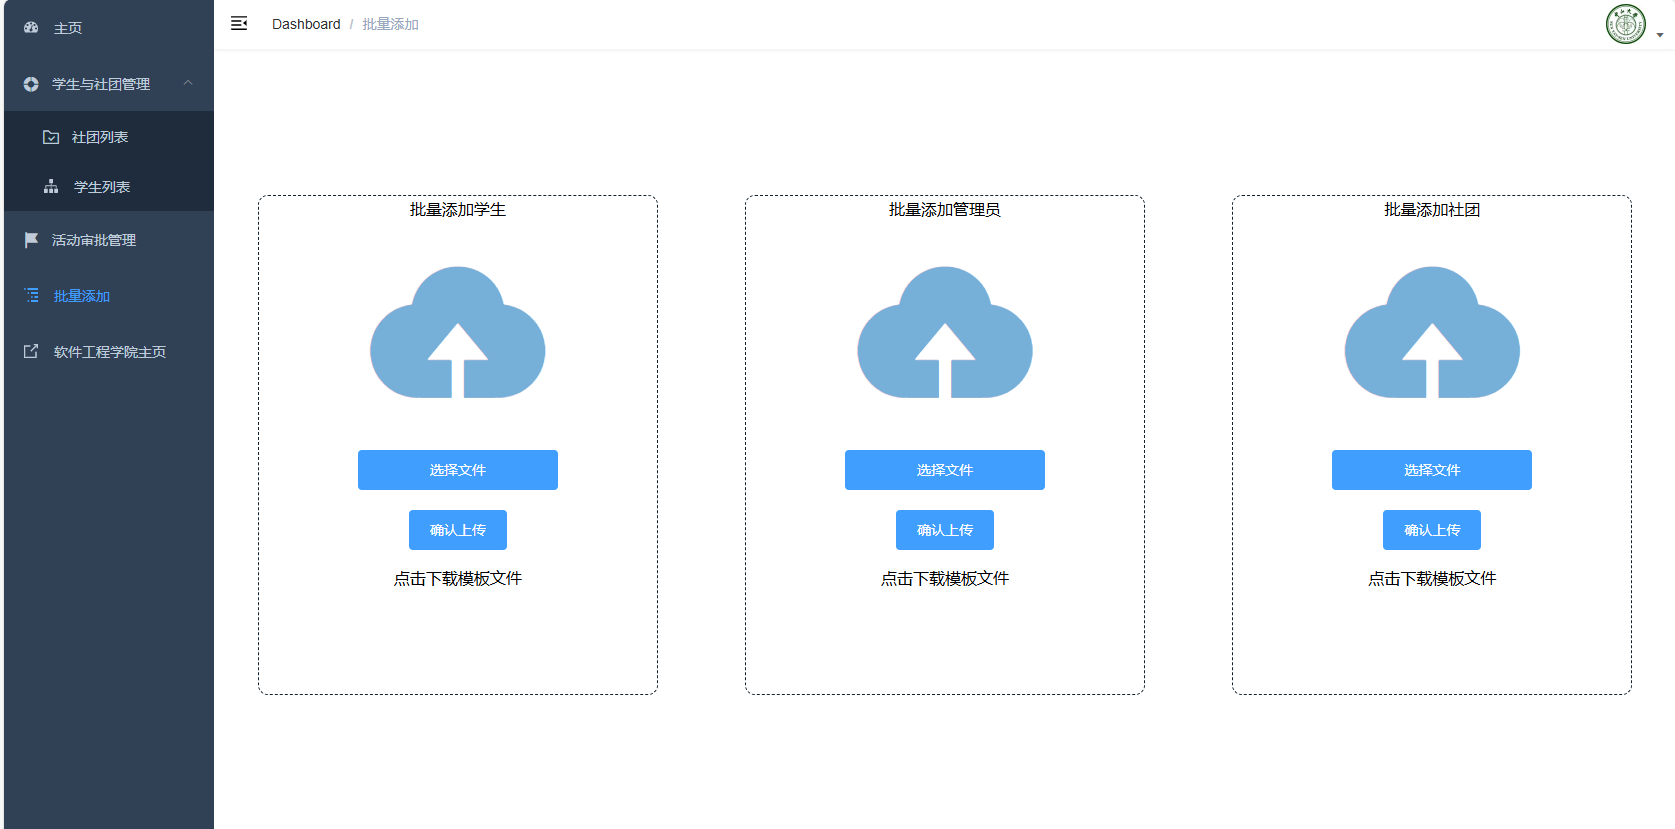 主页
学生与社团管理
社团列表
学生列表
活动审批管理
批量添加
软件工程学院主页
Dashboard / 批量添加
批量添加学生
选择文件
确认上传
点击下载模板文件
批量添加管理员
选择文件
确认上传
点击下载模板文件
批量添加社团
选择文件
确认上传
点击下载模板文件